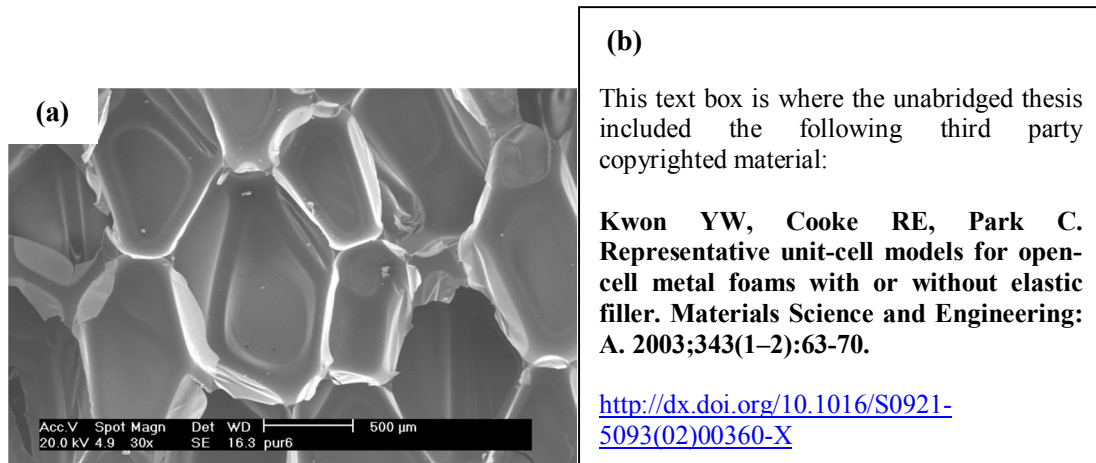 (a)
Acc.V Spot Magn Det WD 500 µm
20.0 kV 4.9 30x SE 16.3 pur6
(b)
This text box is where the unabridged thesis
included the following third party
copyrighted material:
Kwon YW, Cooke RE, Park C.
Representative unit-cell models for open-
cell metal foams with or without elastic
filler. Materials Science and Engineering:
A. 2003;343(1–2):63-70.
http://dx.doi.org/10.1016/S0921-
5093(02)00360-X